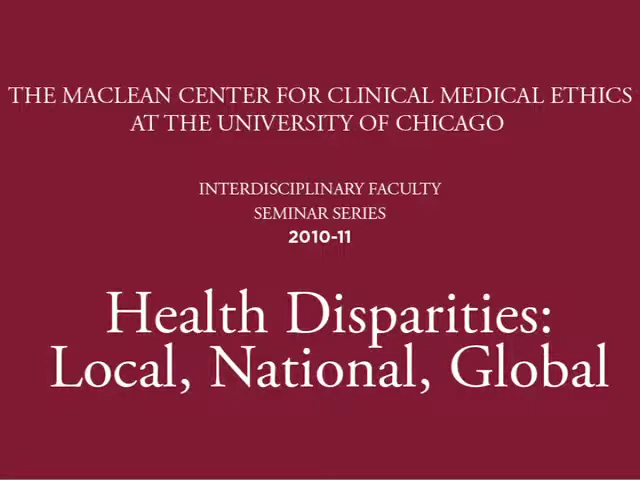 THE MACLEAN CENTER FOR CLINICAL MEDICAL ETHICS
AT THE UNIVERSITY OF CHICAGO
INTERDISCIPLINARY FACULTY
SEMINAR SERIES
2010-11
Health Disparities:
Local, National, Global